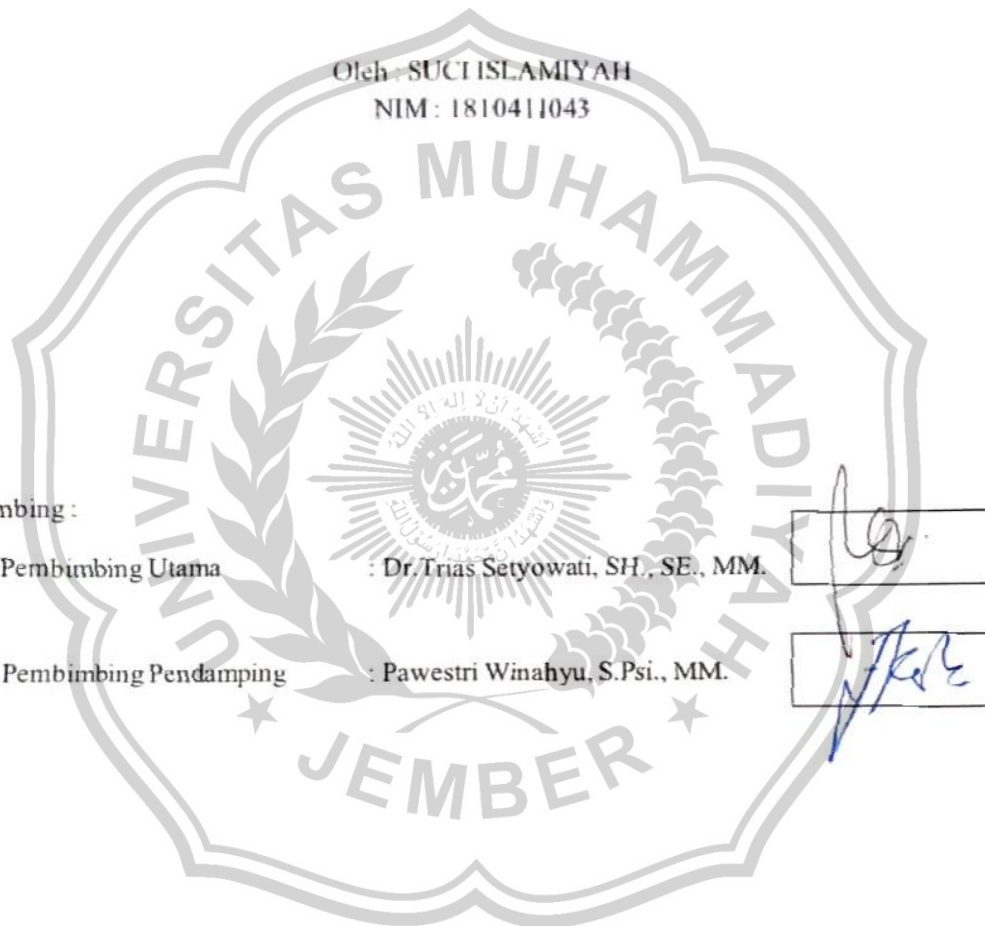 Oleh : SUCI ISLAMIYAH
NIM : 1810411043
UNIVERSITAS MUHAMMADIYAH
JEMBER
mbing :
Pembimbing Utama : Dr.Trias Setyowati, SH., SE., MM.
Pembimbing Pendamping : Pawestri Winahyu, S.Psi., MM.